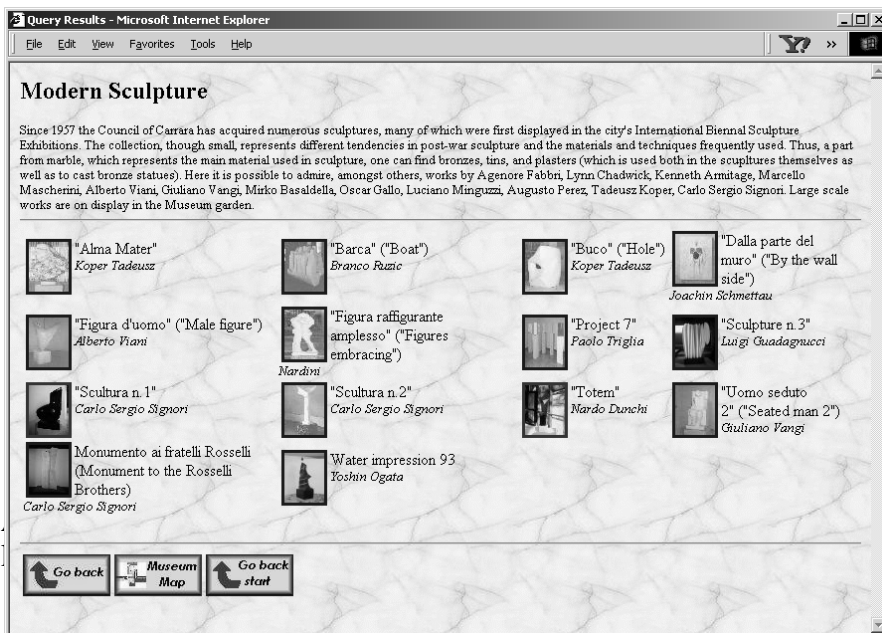 Query Results - Microsoft Internet Explorer
File Edit View Favorites Tools Help
Y? »
Modern Sculpture
Since 1957 the Council of Carrara has acquired numerous sculptures, many of which were first displayed in the city's International Biennal Sculpture
Exhibitions. The collection, though small, represents different tendencies in post-war sculpture and the materials and techniques frequently used. Thus, a part
from marble, which represents the main material used in sculpture, one can find bronzes, tins, and plasters (which is used both in the scupltures themselves as
well as to cast bronze statues). Here it is possible to admire, amongst others, works by Agenore Fabbri, Lynn Chadwick, Kenneth Armitage, Marcello
Mascherini, Alberto Viani, Giuliano Vangi, Mirko Basaldella, Oscar Gallo, Luciano Minguzzi, Augusto Perez, Tadeusz Koper, Carlo Sergio Signori. Large scale
works are on display in the Museum garden.
"Alma Mater"
Koper Tadeusz
"Barca" ("Boat")
Branco Ruzic
"Buco" ("Hole")
Koper Tadeusz
"Dalla parte del
muro" ("By the wall
side")
Joachin Schmettau
"Figura d'uomo" ("Male figure")
Alberto Viani
"Figura raffigurante
amplesso" ("Figures
embracing")
Nardini
"Project 7"
Paolo Triglia
"Sculpture n.3"
Luigi Guadagnucci
"Scultura n.1"
Carlo Sergio Signori
"Scultura n.2"
Carlo Sergio Signori
"Totem"
Nardo Dunchi
"Uomo seduto
2" ("Seated man 2")
Giuliano Vangi
Monumento ai fratelli Rosselli
(Monument to the Rosselli
Brothers)
Carlo Sergio Signori
Water impression 93
Yoshin Ogata
Go back
Museum
Map
Go back
start